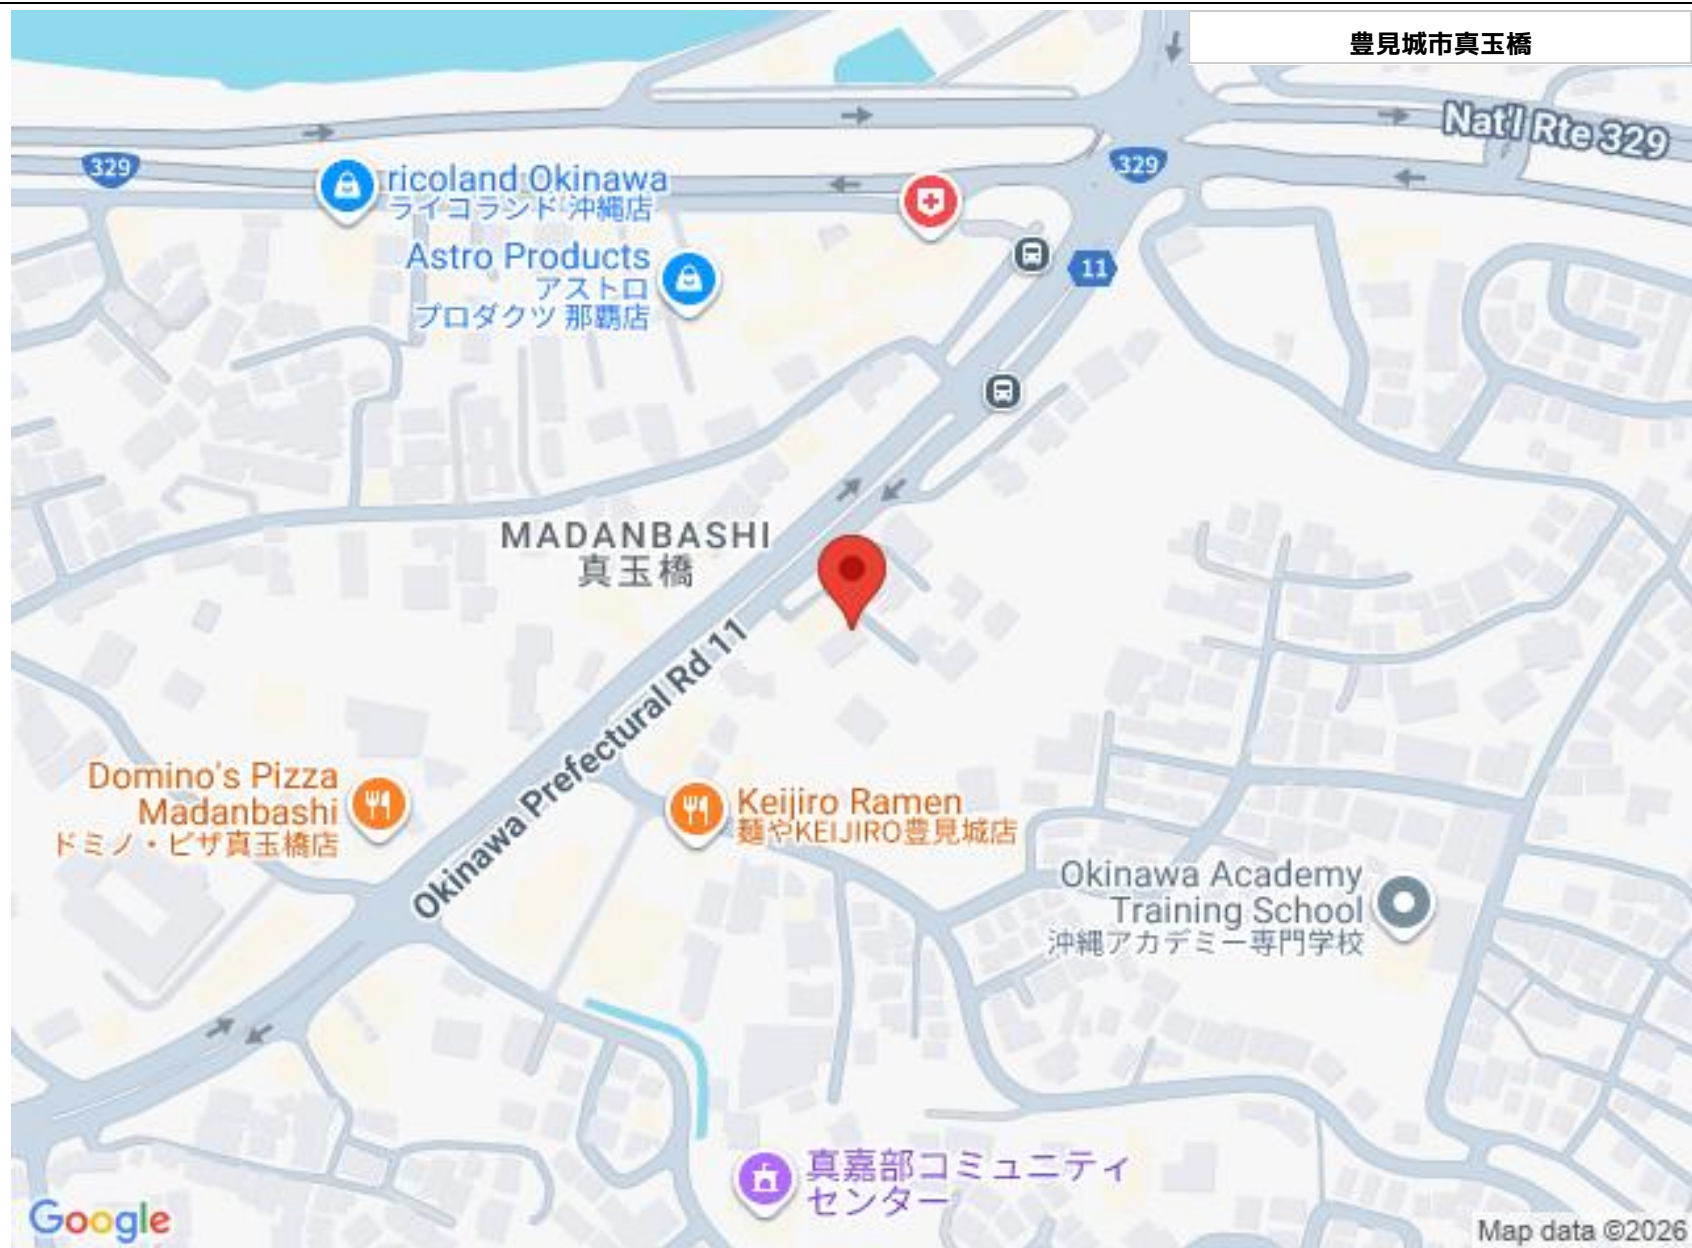 豊見城市真玉橋
Nat'l Rte 329
329
329
ricoland Okinawa
ライコランド 沖縄店
Astro Products
アストロ
プロダクツ 那覇店
11
MADANBASHI
真玉橋
Okinawa Prefectural Rd 11
Domino's Pizza
Madanbashi
ドミノ・ピザ真玉橋店
Keijiro Ramen
麺やKEIJIRO豊見城店
Okinawa Academy
Training School
沖縄アカデミー専門学校
真嘉部コミュニティ
センター
Google
Map data ©2026